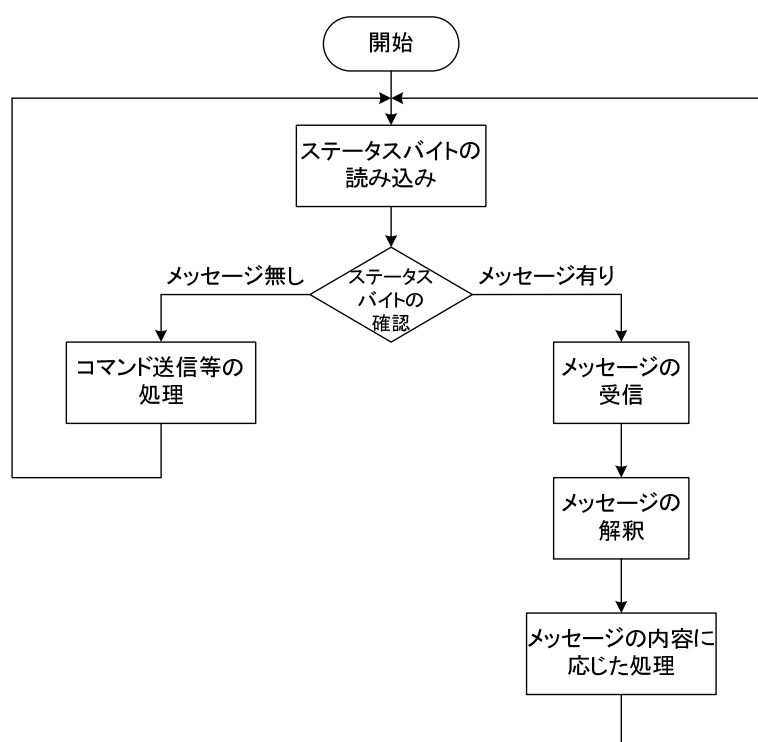 開始
ステータスバイトの
読み込み
メッセージ無し
ステータス
バイトの
確認
メッセージ有り
コマンド送信等の
処理
メッセージの
受信
メッセージの
解釈
メッセージの内容に
応じた処理